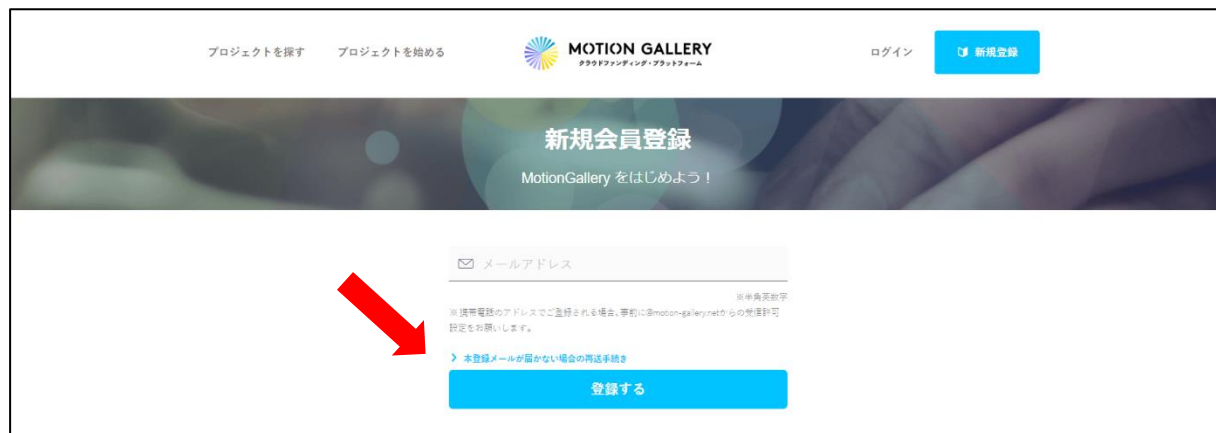 プロジェクトを探す
プロジェクトを始める
MOTION GALLERY
クラウドファンディング・プラットフォーム
ログイン
新規登録
新規会員登録
MotionGallery をはじめよう！
メールアドレス
※半角英数字
※携帯電話のアドレスでご登録される場合、事前に@motion-gallery.netからの受信許可
設定をお願いします。
本登録メールが届かない場合の再送手続き
登録する